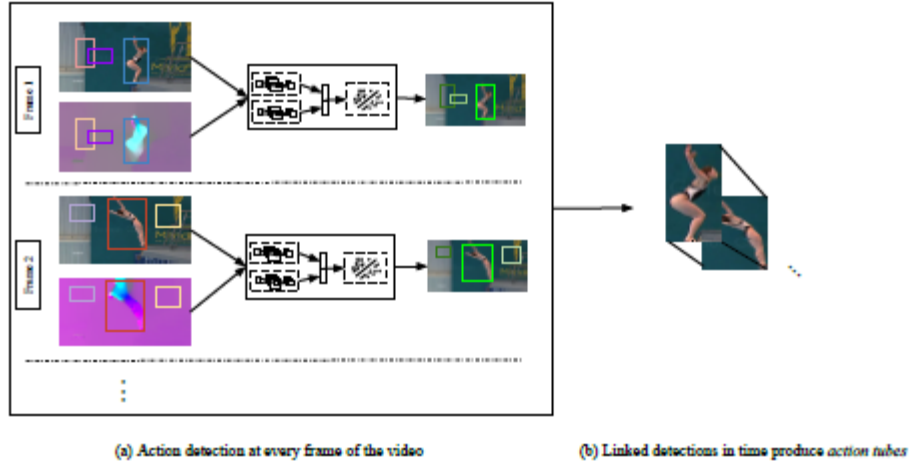 Frame 1
Frame 2
(a) Action detection at every frame of the video
(b) Linked detections in time produce action tubes